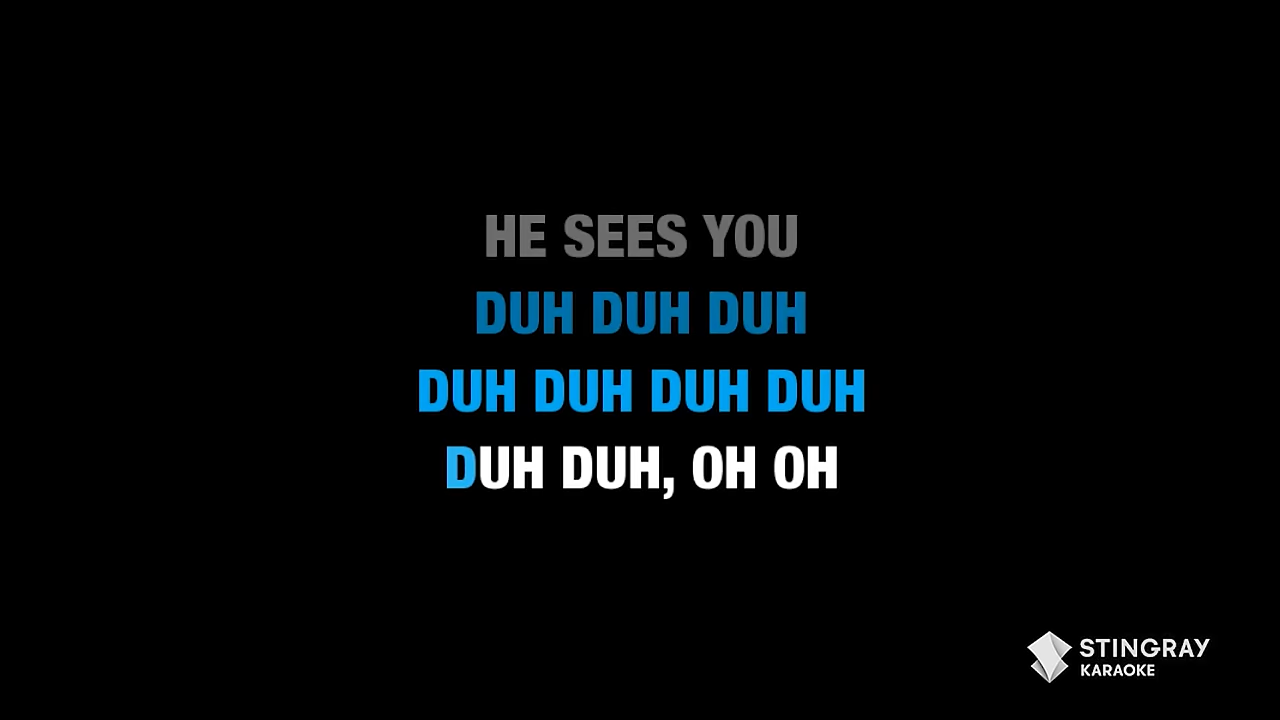 HE SEES YOU
DUH DUH DUH
DUH DUH DUH DUH
DUH DUH, OH OH
STINGRAY
KARAOKE